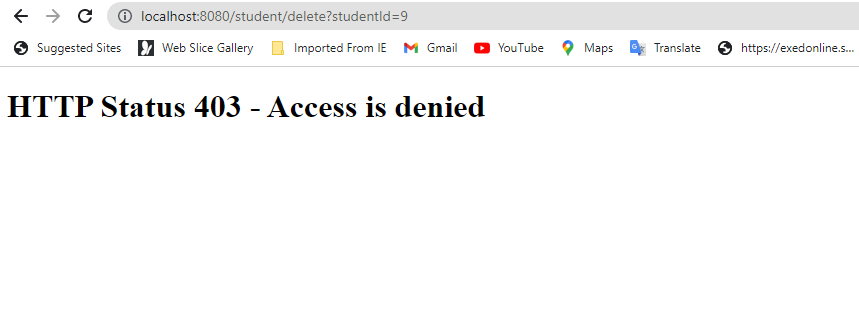 localhost:8080/student/delete?studentId=9
Suggested Sites Web Slice Gallery Imported From IE Gmail YouTube Maps Translate https://exedonline.s...
HTTP Status 403 - Access is denied